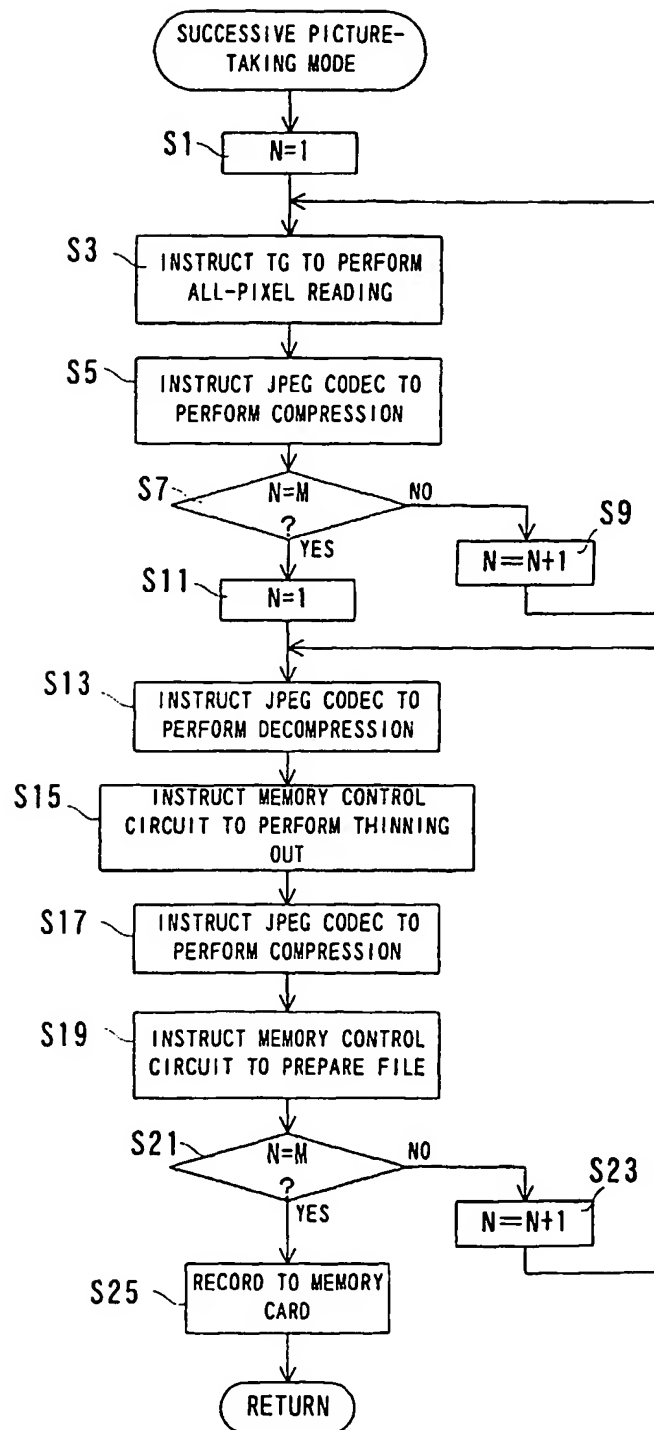 SUCCESSIVE PICTURE-
TAKING MODE
S1
N=1
S3
INSTRUCT TG TO PERFORM
ALL-PIXEL READING
S5
INSTRUCT JPEG CODEC TO
PERFORM COMPRESSION
S7
N=M
?
NO
YES
S9
N=N+1
S11
N=1
S13
INSTRUCT JPEG CODEC TO
PERFORM DECOMPRESSION
S15
INSTRUCT MEMORY CONTROL
CIRCUIT TO PERFORM THINNING
OUT
S17
INSTRUCT JPEG CODEC TO
PERFORM COMPRESSION
S19
INSTRUCT MEMORY CONTROL
CIRCUIT TO PREPARE FILE
S21
N=M
?
NO
YES
S23
N=N+1
S25
RECORD TO MEMORY
CARD
RETURN